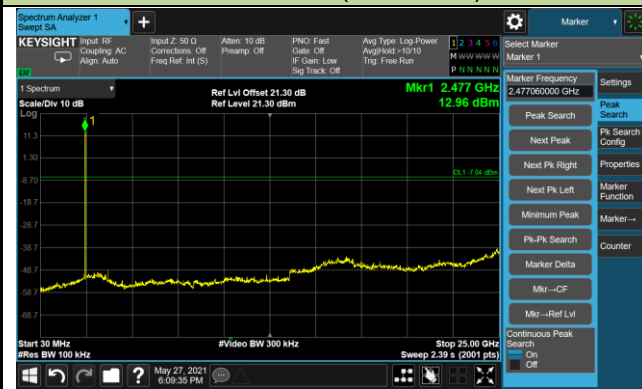 Spectrum Analyzer 1
Swept SA
Marker
KEYSIGHT
Input: RF
Coupling: AC
Align: Auto
Input Z: 50 Ω
Corrections: Off
Freq Ref: Int (S)
Atten: 10 dB
Preamp: Off
PNO: Fast
Gate: Off
IF Gain: Low
Sig Track: Off
Avg Type: Log-Power
Avg|Hold:>10/10
Trig: Free Run
1 2 3 4 5 6
M W W W W W
P N N N N N
Select Marker
Marker 1
LV
1 Spectrum
Scale/Div 10 dB
Log
Ref Lvl Offset 21.30 dB
Ref Level 21.30 dBm
Mkr1 2.477 GHz
12.96 dBm
1
11.3
1.30
-8.70
-18.7
-28.7
-38.7
-48.7
-58.7
-68.7
DL1 -7.04 dBm
Start 30 MHz
#Res BW 100 kHz
#Video BW 300 kHz
Stop 25.00 GHz
Sweep 2.39 s (2001 pts)
Marker Frequency
2.477060000 GHz
Peak Search
Next Peak
Next Pk Right
Next Pk Left
Minimum Peak
Pk-Pk Search
Marker Delta
Mkr→CF
Mkr→Ref Lvl
Continuous Peak
Search
On
Off
Settings
Peak
Search
Pk Search
Config
Properties
Marker
Function
Marker→
Counter
?
May 27, 2021
6:09:35 PM